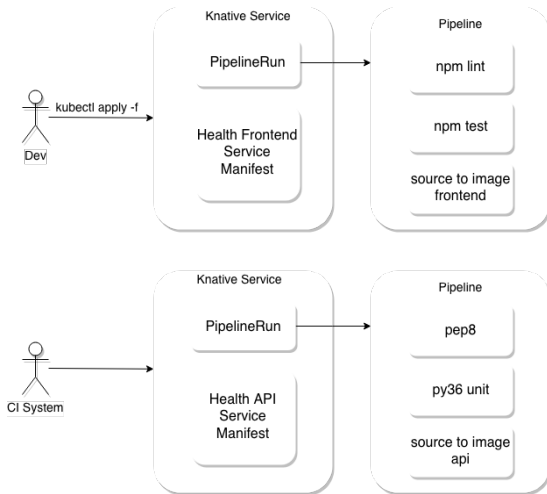 Knative Service
PipelineRun
Health Frontend
Service
Manifest
Pipeline
npm lint
npm test
source to image
frontend
kubectl apply -f
Dev
Knative Service
PipelineRun
Health API
Service
Manifest
Pipeline
pep8
py36 unit
source to image
api
CI System